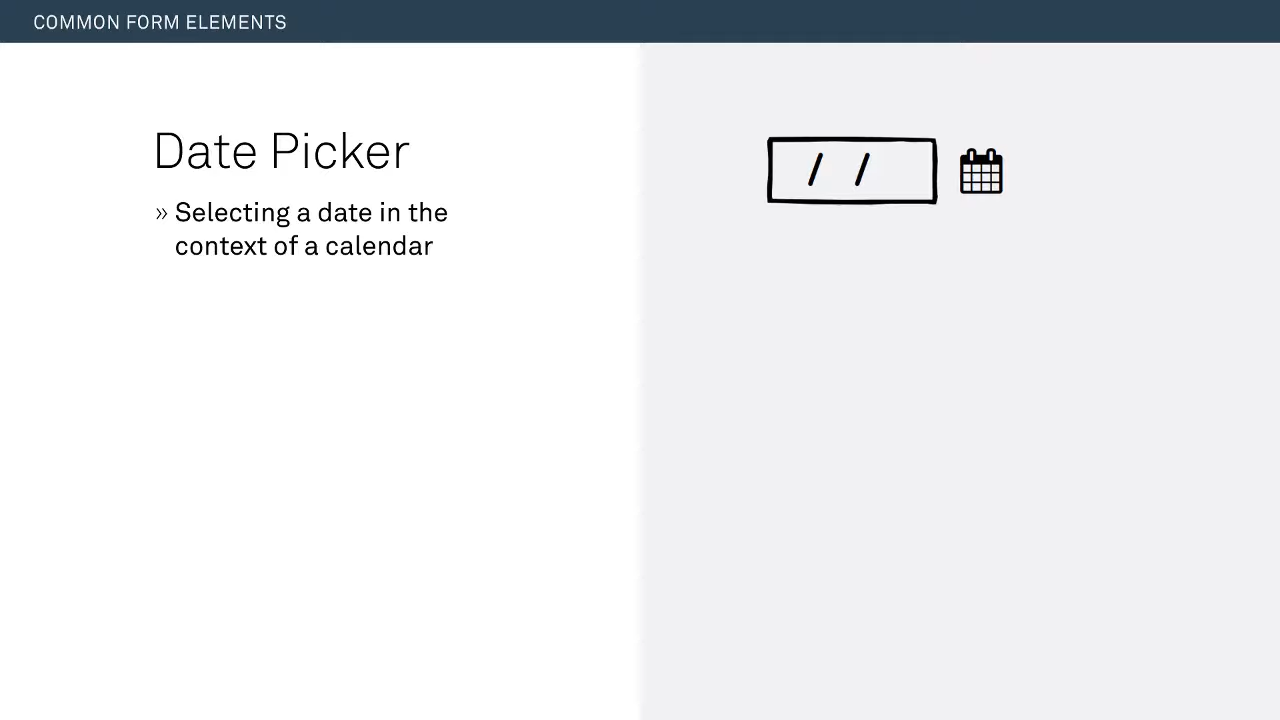 COMMON FORM ELEMENTS
Date Picker
» Selecting a date in the
context of a calendar
/ /